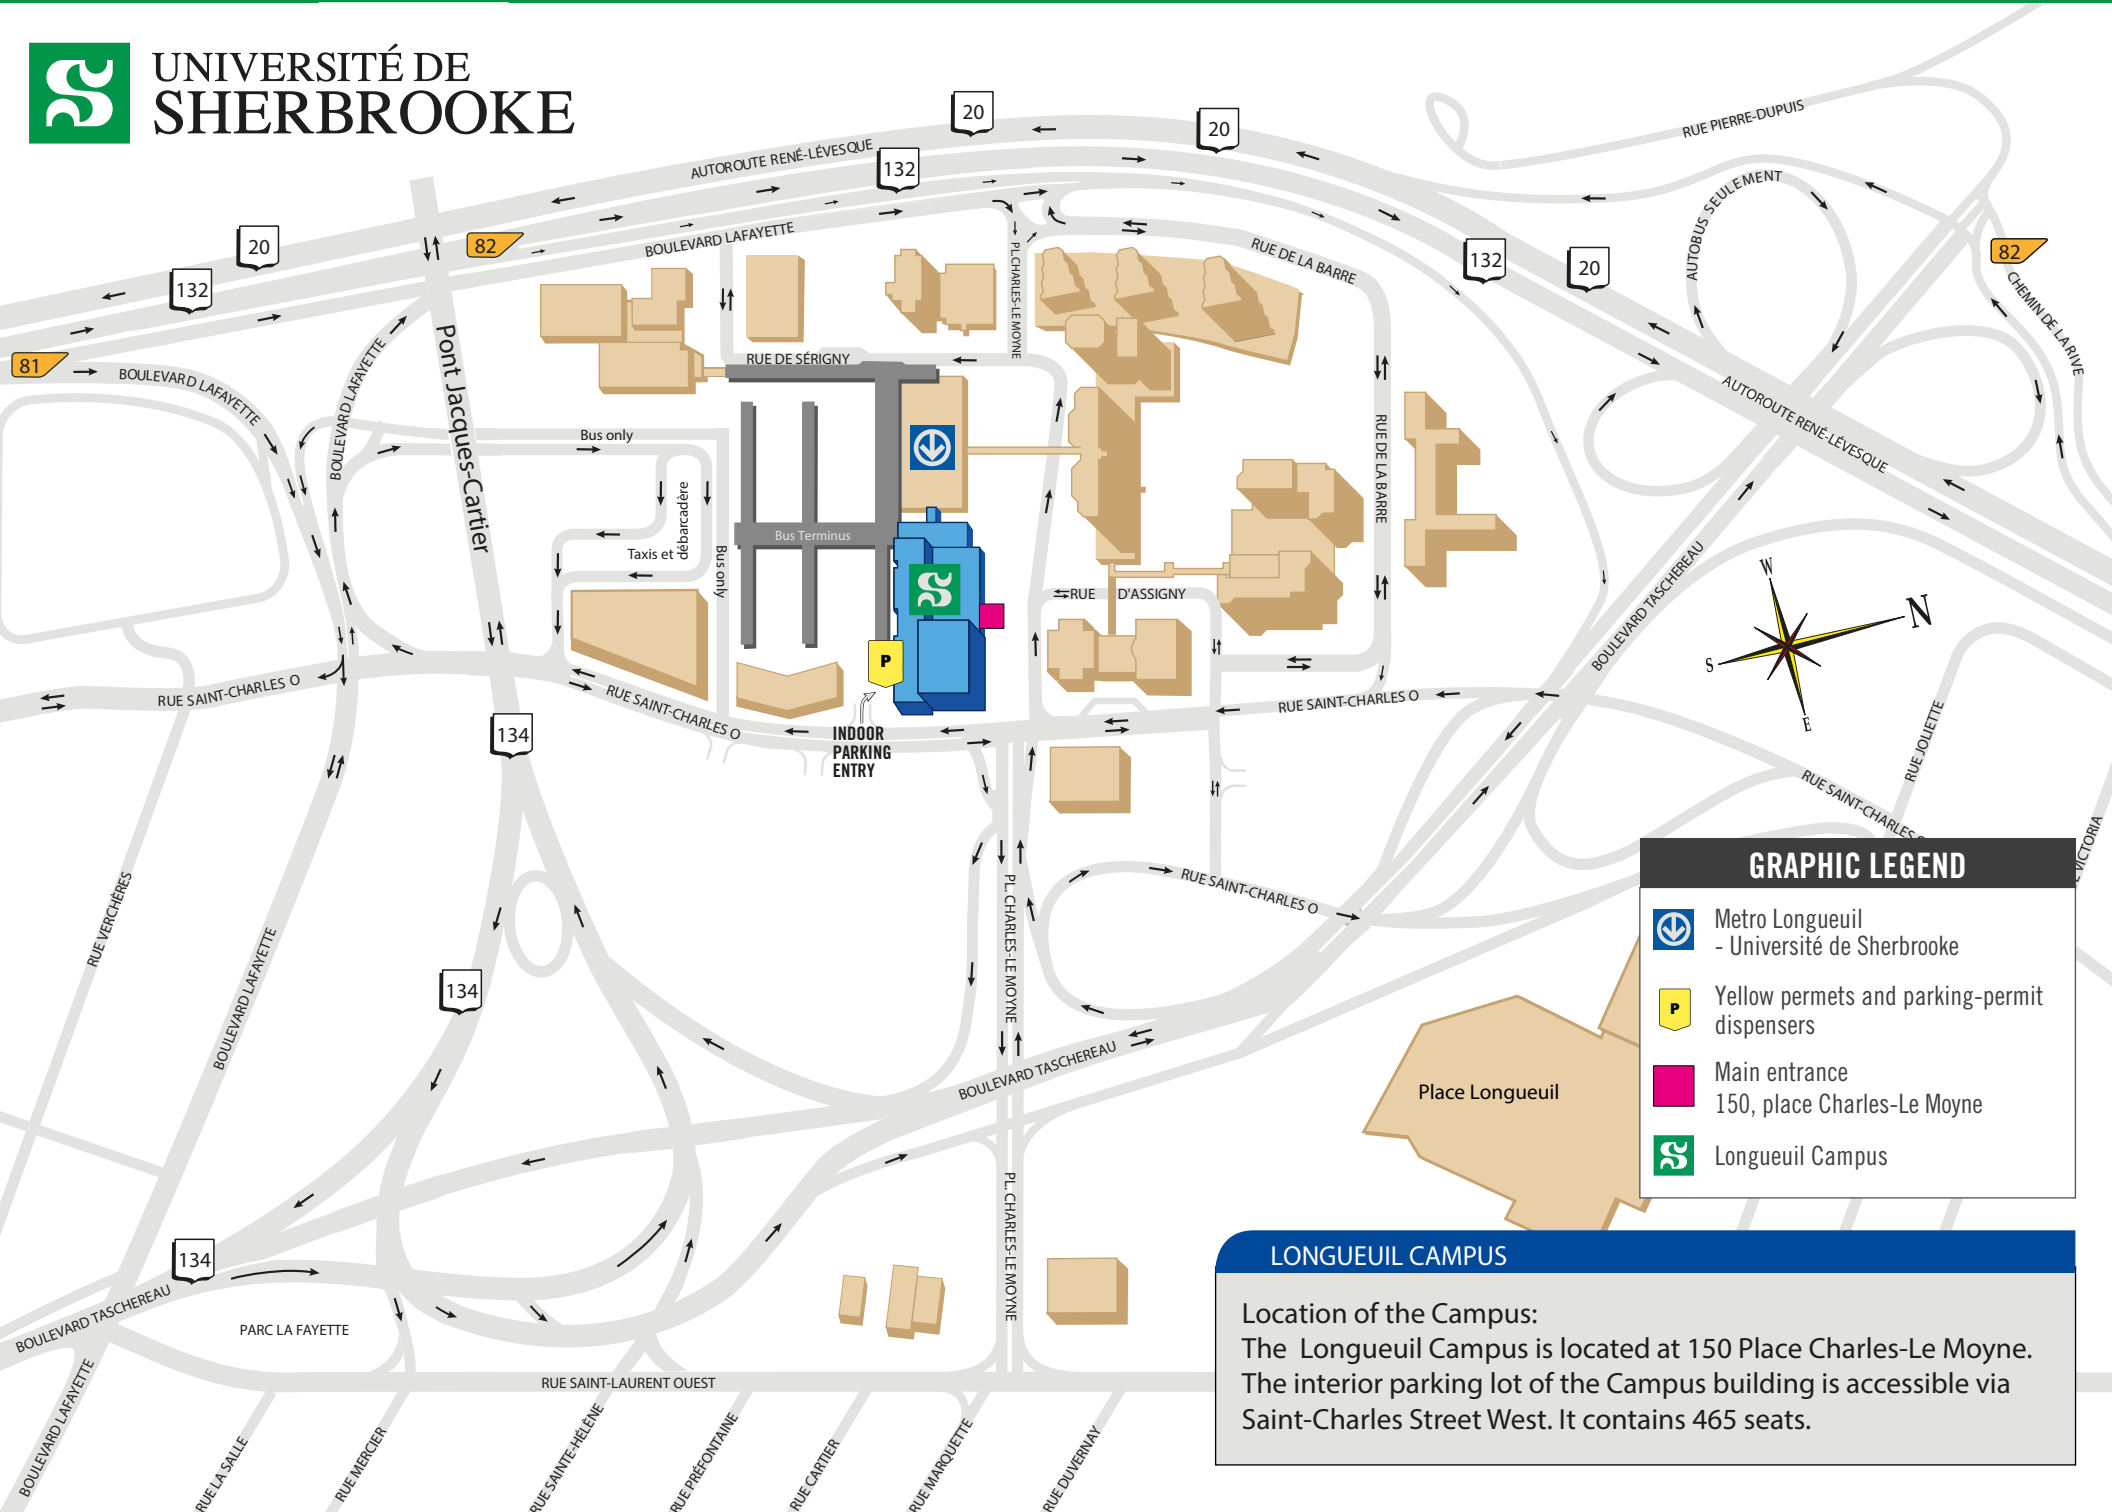 UNIVERSITÉ DE
SHERBROOKE
20
20
RUE PIERRE-DUPUIS
AUTOROUTE RENÉ-LÉVESQUE
132
AUTOBUS SEULEMENT
20
82
BOULEVARD LAFAYETTE
132
PL.CHARLES-LE MOYNE
RUE DE LA BARRE
132
20
82
CHEMIN DE LA RIVE
81
BOULEVARD LAFAYETTE
BOULEVARD LAFAYETTE
Pont Jacques-Cartier
RUE DE SÉRIGNY
AUTOROUTE RENÉ-LÉVESQUE
Bus only
RUE DE LA BARRE
Taxis et
débarcadère
Bus only
Bus Terminus
BOULEVARD TASCHEREAU
W
N
S
E
RUE D'ASSIGNY
P
RUE SAINT-CHARLES O
RUE SAINT-CHARLES O
RUE SAINT-CHARLES O
134
INDOOR
PARKING
ENTRY
RUE JOLIETTE
RUE SAINT-CHARLES O
VICTORIA
RUE VERCHÈRES
BOULEVARD LAFAYETTE
134
PL. CHARLES-LE MOYNE
RUE SAINT-CHARLES O
BOULEVARD TASCHEREAU
GRAPHIC LEGEND
Metro Longueuil
- Université de Sherbrooke
P
Yellow permets and parking-permit
dispensers
Main entrance
150, place Charles-Le Moyne
Longueuil Campus
Place Longueuil
PL. CHARLES-LE MOYNE
134
BOULEVARD TASCHEREAU
PARC LA FAYETTE
RUE SAINT-LAURENT OUEST
BOULEVARD LAFAYETTE
RUE LA SALLE
RUE MERCIER
RUE SAINTE-HÉLÈNE
RUE PRÉFONTAINE
RUE CARTIER
RUE MARQUETTE
RUE DUVERNAY
LONGUEUIL CAMPUS
Location of the Campus:
The Longueuil Campus is located at 150 Place Charles-Le Moyne.
The interior parking lot of the Campus building is accessible via
Saint-Charles Street West. It contains 465 seats.